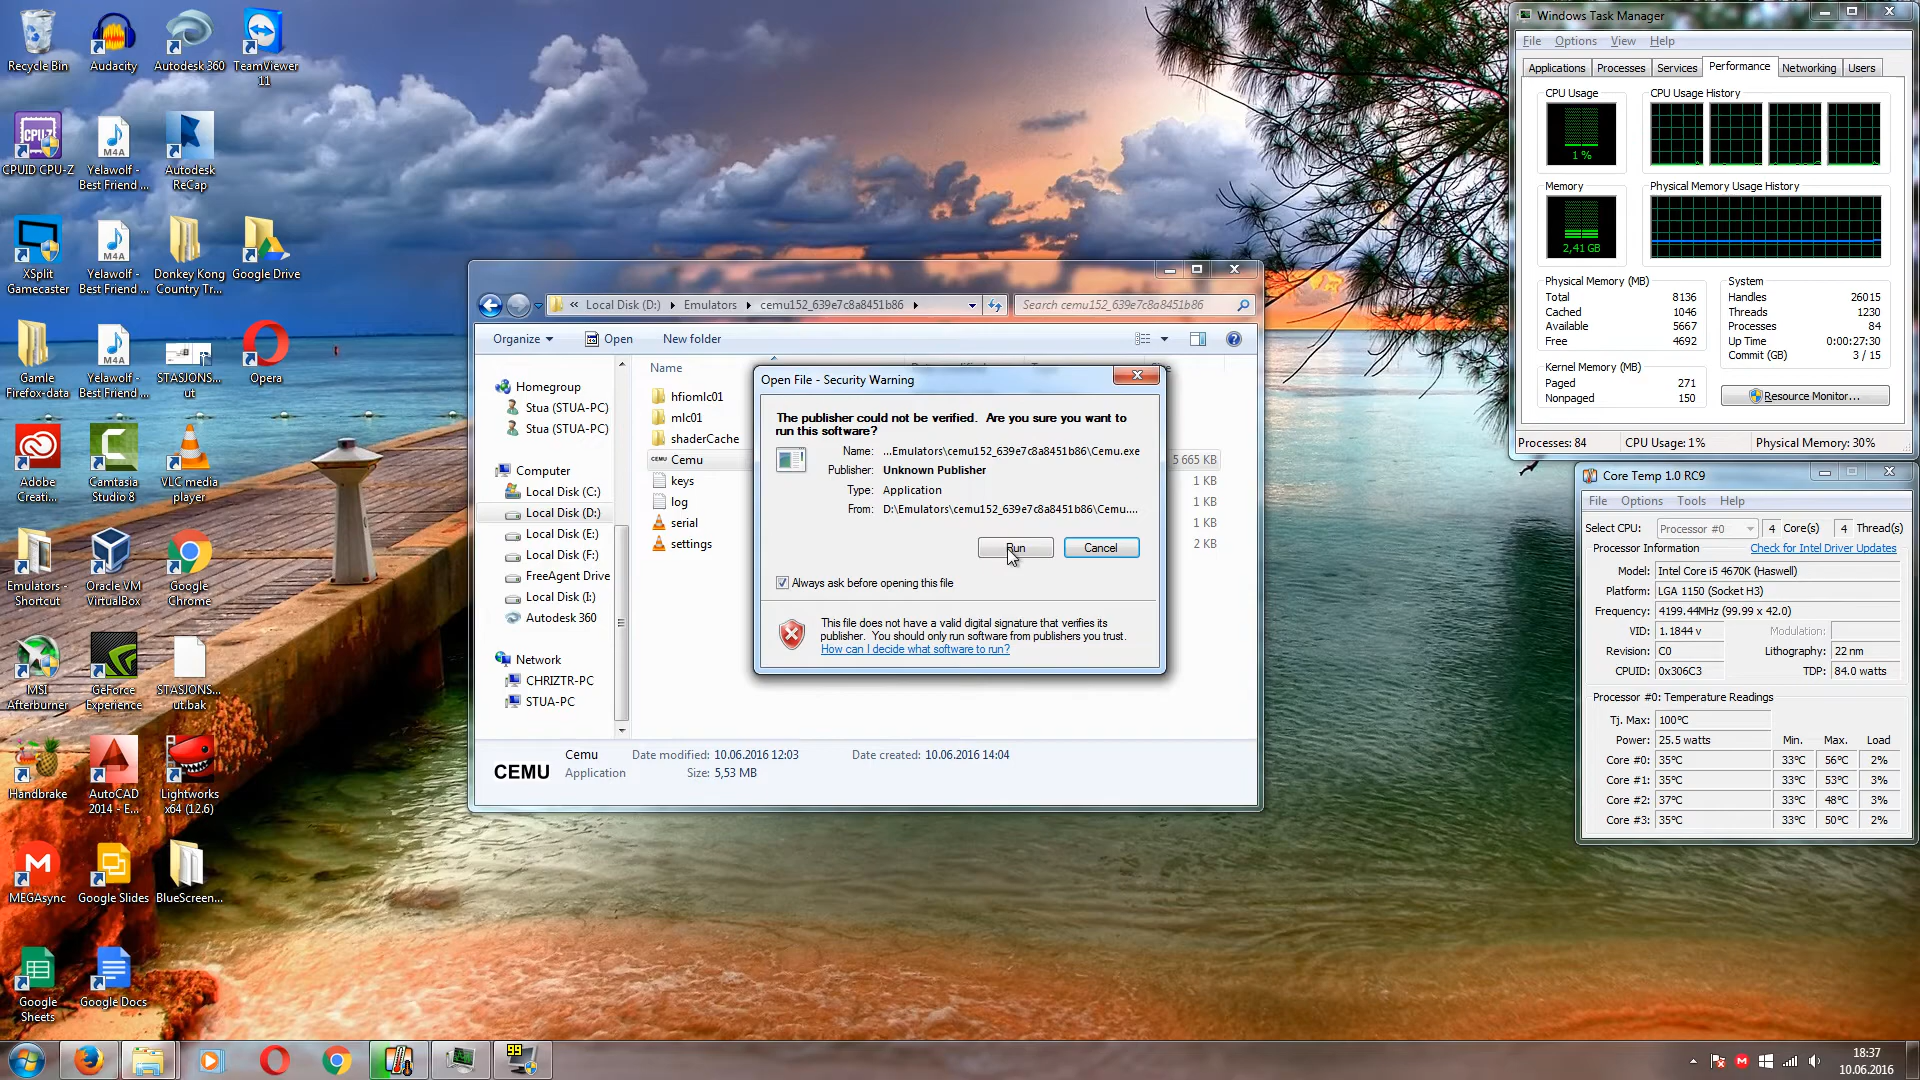 Recycle Bin
Audacity
Autodesk 360
TeamViewer
11
CPUID CPU-Z
Yelawolf -
Best Friend ...
Autodesk
ReCap
XSplit
Gamecaster
Yelawolf -
Best Friend ...
Donkey Kong
Country Tr...
Google Drive
Gamle
Firefox-data
Yelawolf -
Best Friend ...
STASJONS...
ut
Opera
Adobe
Creati...
Camtasia
Studio 8
VLC media
player
Emulators -
Shortcut
Oracle VM
VirtualBox
Google
Chrome
MSI
Afterburner
GeForce
Experience
STASJONS...
ut.bak
Handbrake
AutoCAD
2014 - E...
Lightworks
x64 (12.6)
MEGAsync
Google Slides
BlueScreen...
Google
Sheets
Google Docs
« Local Disk (D:) ▸ Emulators ▸ cemu152_639e7c8a8451b86 ▸
Search cemu152_639e7c8a8451b86
Organize ▾
Open
New folder
Name
Homegroup
Stua (STUA-PC)
Stua (STUA-PC)
Computer
Local Disk (C:)
Local Disk (D:)
Local Disk (E:)
Local Disk (F:)
FreeAgent Drive
Local Disk (I:)
Autodesk 360
Network
CHRIZTR-PC
STUA-PC
hfiomlc01
mlc01
shaderCache
CEMU Cemu 5 665 KB
keys 1 KB
log 1 KB
serial 1 KB
settings 2 KB
CEMU
Cemu Date modified: 10.06.2016 12:03 Date created: 10.06.2016 14:04
Application Size: 5,53 MB
Open File - Security Warning
The publisher could not be verified. Are you sure you want to
run this software?
Name: ...Emulators\cemu152_639e7c8a8451b86\Cemu.exe
Publisher: Unknown Publisher
Type: Application
From: D:\Emulators\cemu152_639e7c8a8451b86\Cemu....
Run
Cancel
Always ask before opening this file
This file does not have a valid digital signature that verifies its
publisher. You should only run software from publishers you trust.
How can I decide what software to run?
Windows Task Manager
File Options View Help
Applications Processes Services Performance Networking Users
CPU Usage CPU Usage History
1 %
Memory Physical Memory Usage History
2,41 GB
Physical Memory (MB)
Total 8136
Cached 1046
Available 5667
Free 4692
Kernel Memory (MB)
Paged 271
Nonpaged 150
System
Handles 26015
Threads 1230
Processes 84
Up Time 0:00:27:30
Commit (GB) 3 / 15
Resource Monitor...
Processes: 84 CPU Usage: 1% Physical Memory: 30%
Core Temp 1.0 RC9
File Options Tools Help
Select CPU: Processor #0 4 Core(s) 4 Thread(s)
Processor Information Check for Intel Driver Updates
Model: Intel Core i5 4670K (Haswell)
Platform: LGA 1150 (Socket H3)
Frequency: 4199.44MHz (99.99 x 42.0)
VID: 1.1844 v Modulation:
Revision: C0 Lithography: 22 nm
CPUID: 0x306C3 TDP: 84.0 watts
Processor #0: Temperature Readings
Tj. Max: 100°C
Power: 25.5 watts Min. Max. Load
Core #0: 35°C 33°C 56°C 2%
Core #1: 35°C 33°C 53°C 3%
Core #2: 37°C 33°C 48°C 3%
Core #3: 35°C 33°C 50°C 2%
99
18:37
10.06.2016